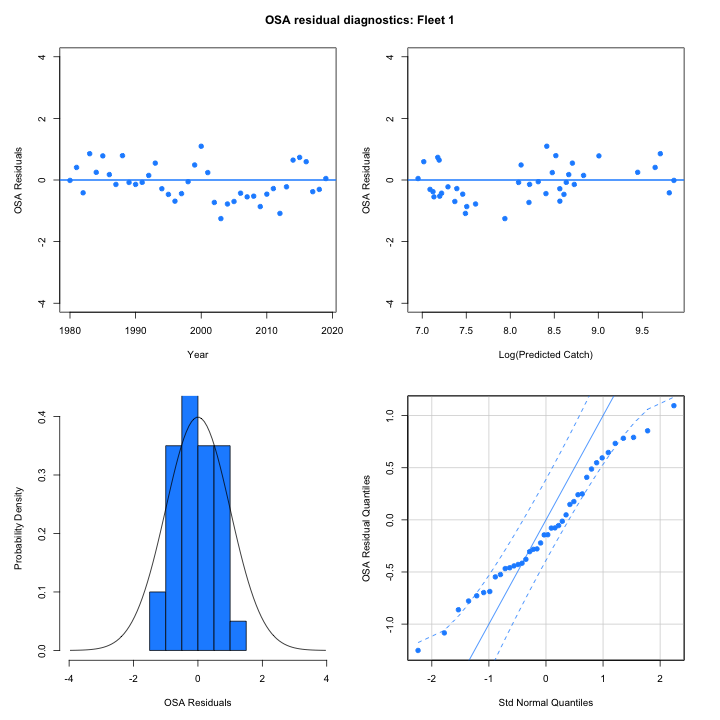 OSA residual diagnostics: Fleet 1
OSA Residuals
4
2
0
-2
-4
1980 1990 2000 2010 2020
Year
OSA Residuals
4
2
0
-2
-4
7.0 7.5 8.0 8.5 9.0 9.5
Log(Predicted Catch)
Probability Density
0.4
0.3
0.2
0.1
0.0
-4 -2 0 2 4
OSA Residuals
OSA Residual Quantiles
1.0
0.5
0.0
-0.5
-1.0
-2 -1 0 1 2
Std Normal Quantiles